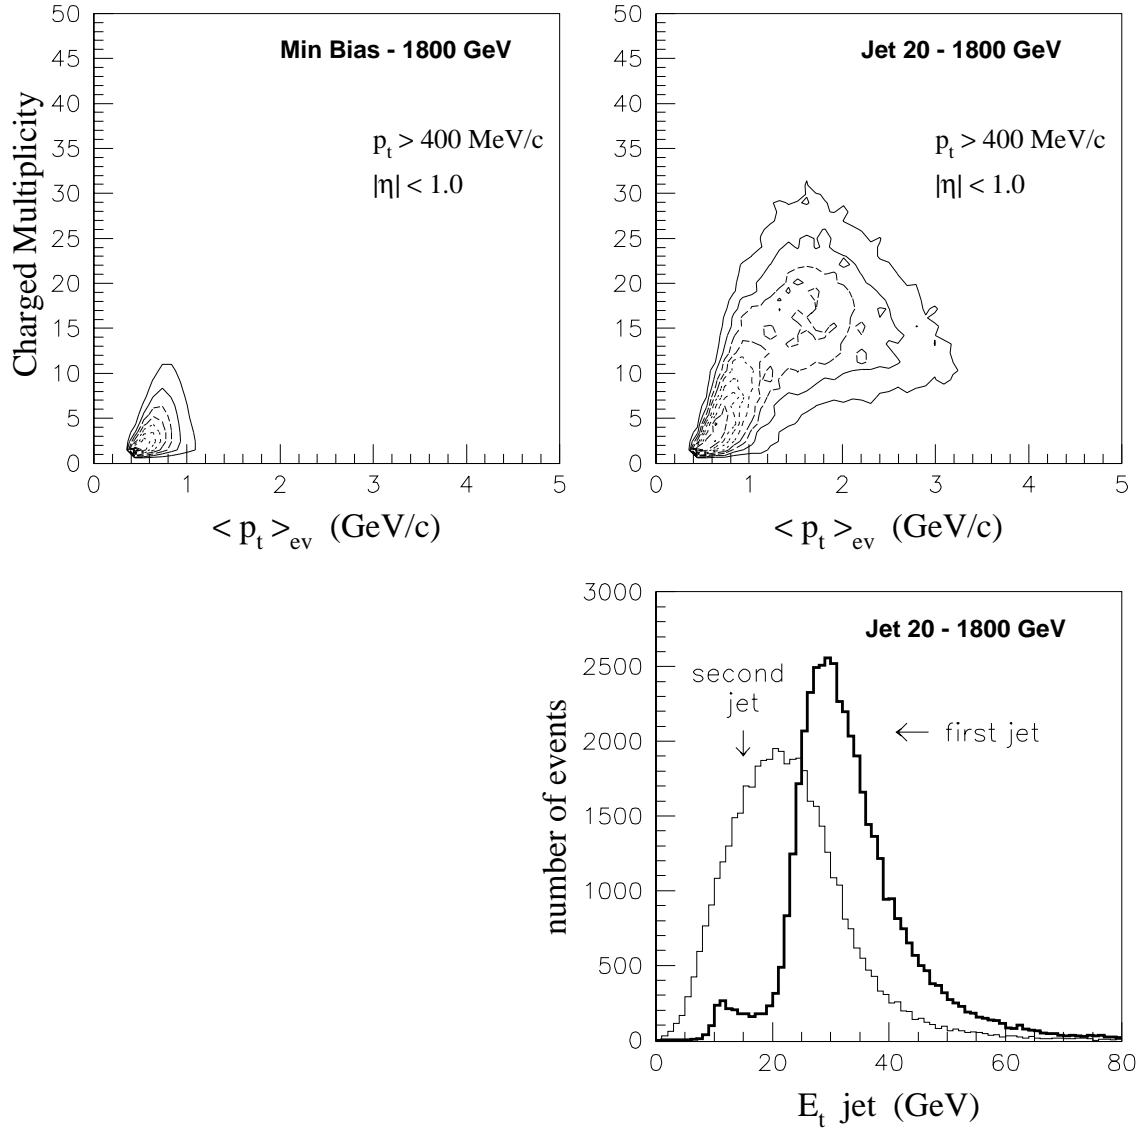 Min Bias - 1800 GeV
p_t > 400 MeV/c
|η| < 1.0
Charged Multiplicity
50
45
40
35
30
25
20
15
10
5
0
0 1 2 3 4 5
< p_t >_ev (GeV/c)
Jet 20 - 1800 GeV
p_t > 400 MeV/c
|η| < 1.0
50
45
40
35
30
25
20
15
10
5
0
0 1 2 3 4 5
< p_t >_ev (GeV/c)
Jet 20 - 1800 GeV
second
jet
first jet
number of events
3000
2500
2000
1500
1000
500
0
0 20 40 60 80
E_t jet (GeV)